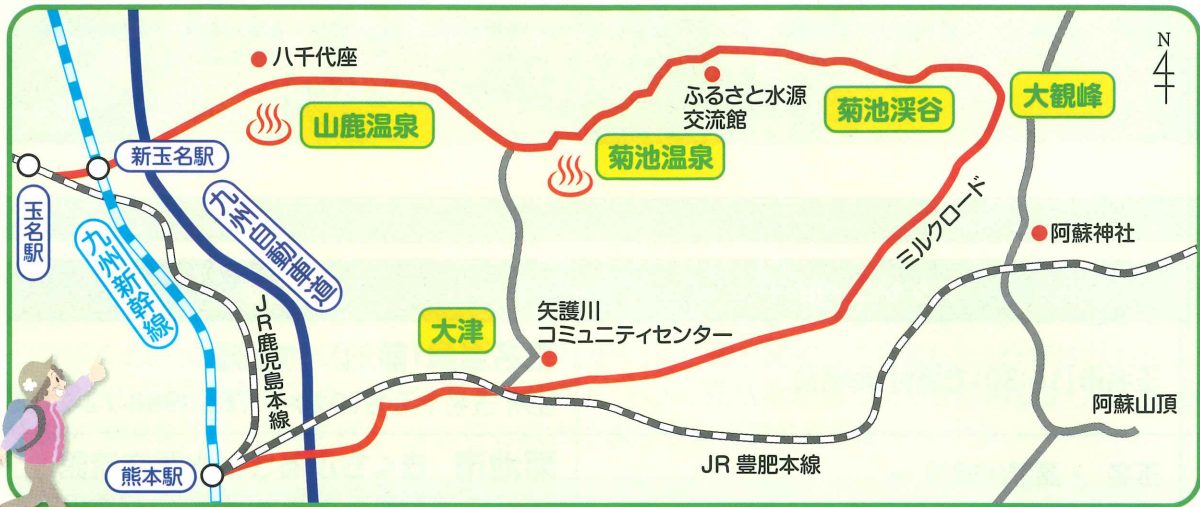 八千代座
山鹿温泉
ふるさと水源
交流館
菊池渓谷
大観峰
N
新玉名駅
菊池温泉
玉名駅
九州自動車道
九州新幹線
ミルクロード
阿蘇神社
JR鹿児島本線
大津
矢護川
コミュニティセンター
阿蘇山頂
JR豊肥本線
熊本駅